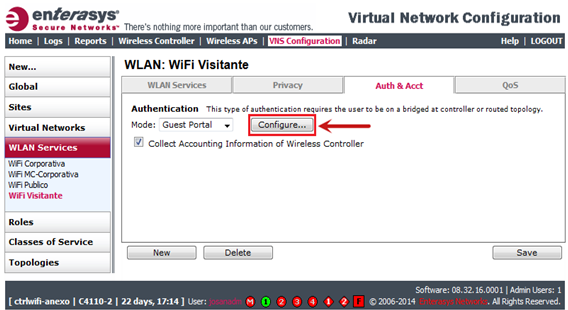 enterasys
Secure Networks™ There's nothing more important than our customers.
Virtual Network Configuration
Home | Logs | Reports | Wireless Controller | Wireless APs | VNS Configuration | Radar
Help | LOGOUT
New...
Global
Sites
Virtual Networks
WLAN Services
WiFi Corporativa
WiFi MC-Corporativa
WiFi Publico
WiFi Visitante
Roles
Classes of Service
Topologies
WLAN: WiFi Visitante
WLAN Services
Privacy
Auth & Acct
QoS
Authentication This type of authentication requires the user to be on a bridged at controller or routed topology.
Mode: Guest Portal Configure...
Collect Accounting Information of Wireless Controller
New
Delete
Save
Software: 08.32.16.0001 | Admin Users: 1
[ ctrlwifi-anexo | C4110-2 | 22 days, 17:14 ] User: M 1 2 3 4 1 2 F © 2006-2014 Enterasys Networks. All Rights Reserved.